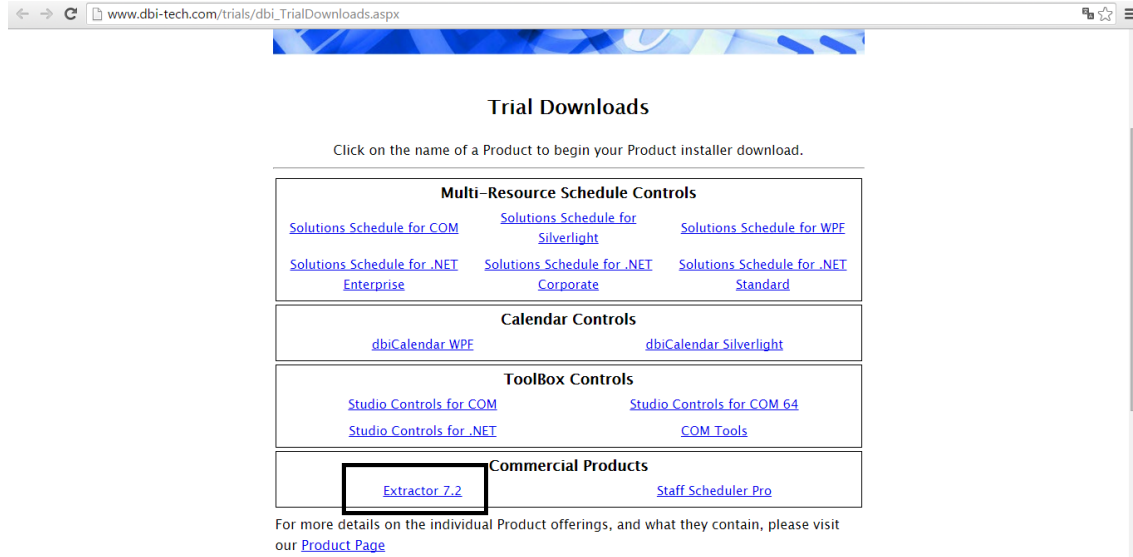 www.dbi-tech.com/trials/dbi_TrialDownloads.aspx
Trial Downloads
Click on the name of a Product to begin your Product installer download.
Multi-Resource Schedule Controls
Solutions Schedule for COM
Solutions Schedule for
Silverlight
Solutions Schedule for WPF
Solutions Schedule for .NET
Enterprise
Solutions Schedule for .NET
Corporate
Solutions Schedule for .NET
Standard
Calendar Controls
dbiCalendar WPF
dbiCalendar Silverlight
ToolBox Controls
Studio Controls for COM
Studio Controls for COM 64
Studio Controls for .NET
COM Tools
Commercial Products
Extractor 7.2
Staff Scheduler Pro
For more details on the individual Product offerings, and what they contain, please visit
our Product Page